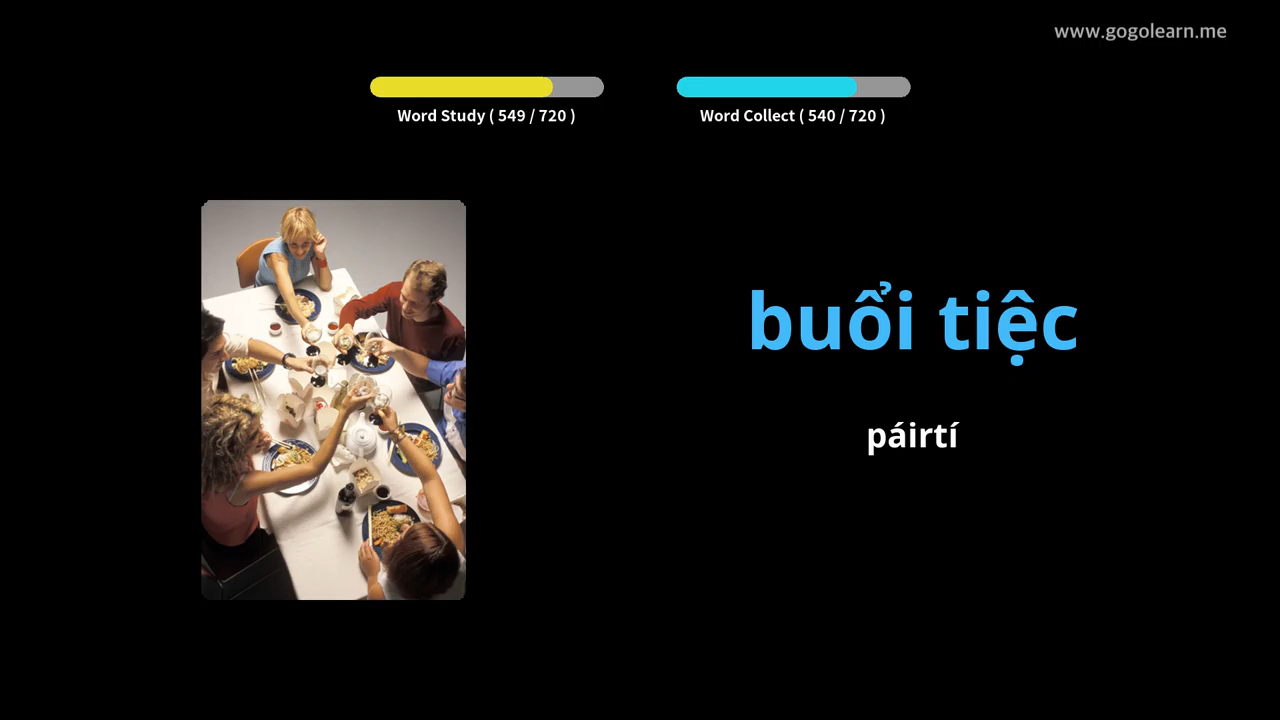 www.gogolearn.me
Word Study ( 549 / 720 )
Word Collect ( 540 / 720 )
buổi tiệc
páirtí